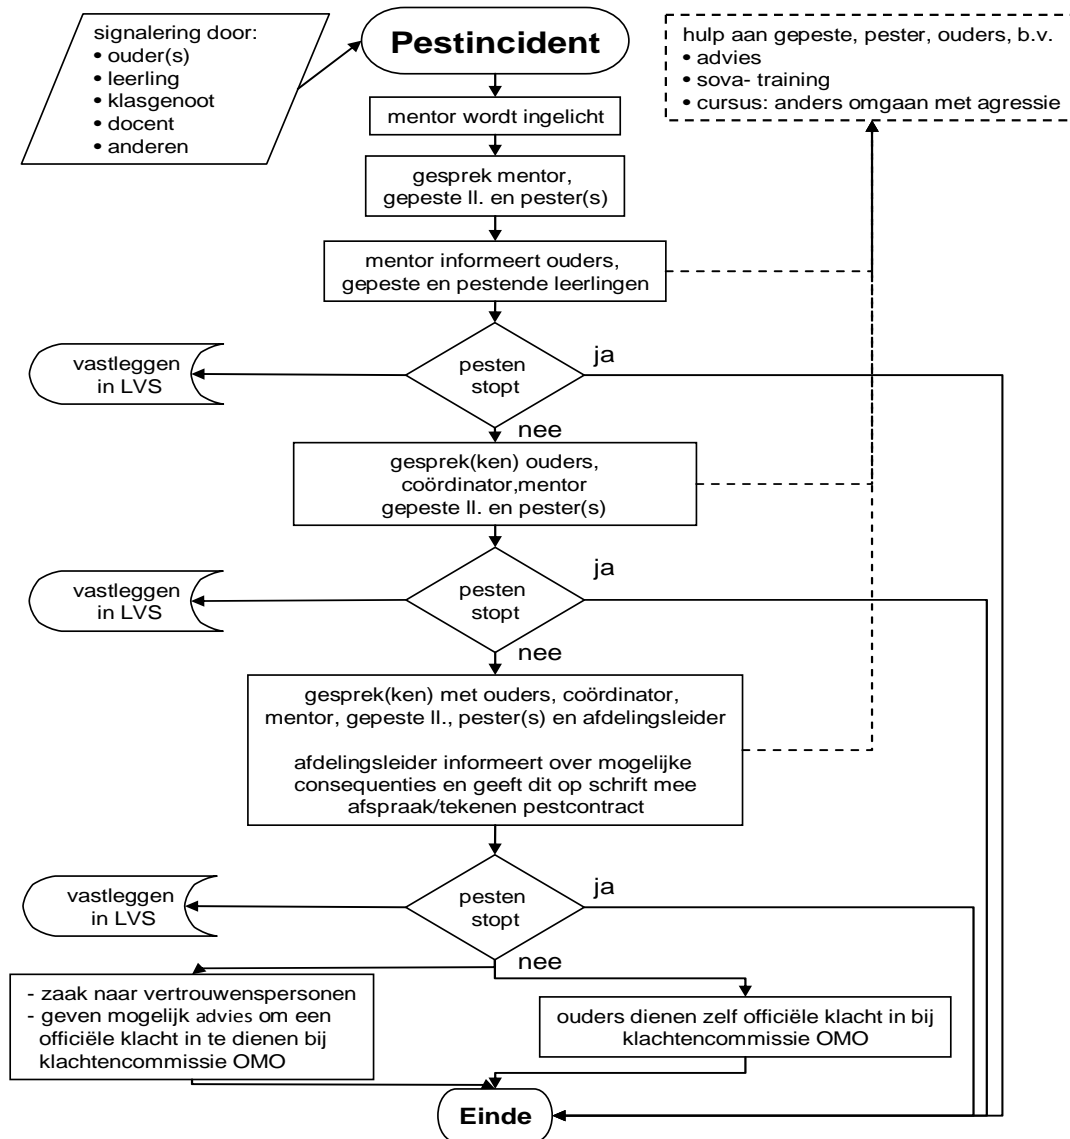 signalering door:
• ouder(s)
• leerling
• klasgenoot
• docent
• anderen
Pestincident
hulp aan gepeste, pester, ouders, b.v.
• advies
• sova- training
• cursus: anders omgaan met agressie
mentor wordt ingelicht
gesprek mentor,
gepeste ll. en pester(s)
mentor informeert ouders,
gepeste en pestende leerlingen
vastleggen
in LVS
pesten
stopt
ja
nee
gesprek(ken) ouders,
coördinator,mentor
gepeste ll. en pester(s)
vastleggen
in LVS
pesten
stopt
ja
nee
gesprek(ken) met ouders, coördinator,
mentor, gepeste ll., pester(s) en afdelingsleider
afdelingsleider informeert over mogelijke
consequenties en geeft dit op schrift mee
afspraak/tekenen pestcontract
vastleggen
in LVS
pesten
stopt
ja
nee
- zaak naar vertrouwenspersonen
- geven mogelijk advies om een
officiële klacht in te dienen bij
klachtencommissie OMO
ouders dienen zelf officiële klacht in bij
klachtencommissie OMO
Einde